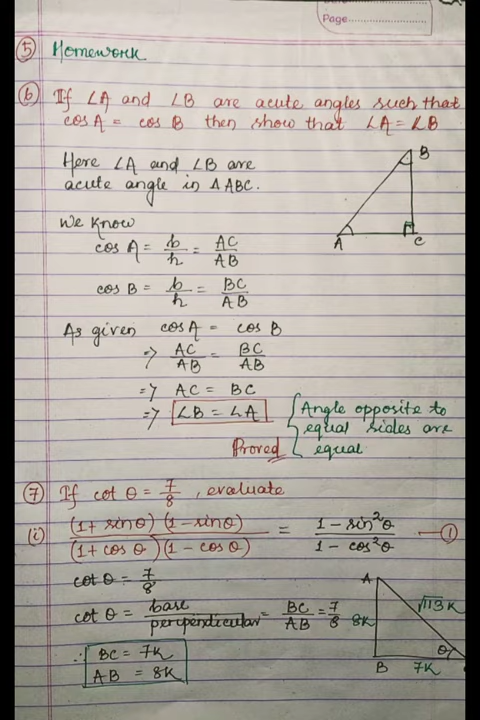 Page
⑤ Homework
⑥ If ∠A and ∠B are acute angles such that
cos A = cos B then show that ∠A = ∠B
Here ∠A and ∠B are
acute angle in ΔABC.
B
A
C
We know
cos A = b/h = AC/AB
cos B = b/h = BC/AB
As given cos A = cos B
=> AC/AB = BC/AB
=> AC = BC
=> ∠B = ∠A
{Angle opposite to
equal sides are
equal
Proved
⑦ If cot θ = 7/8, evaluate
(i) (1+ sin θ) (1 - sin θ) / (1 + cos θ) (1 - cos θ) = 1 - sin²θ / 1 - cos²θ —①
cot θ = 7/8
cot θ = base/perpendicular = BC/AB = 7/8
∴ BC = 7K
AB = 8K
A
√113 K
8K
θ
B
7K